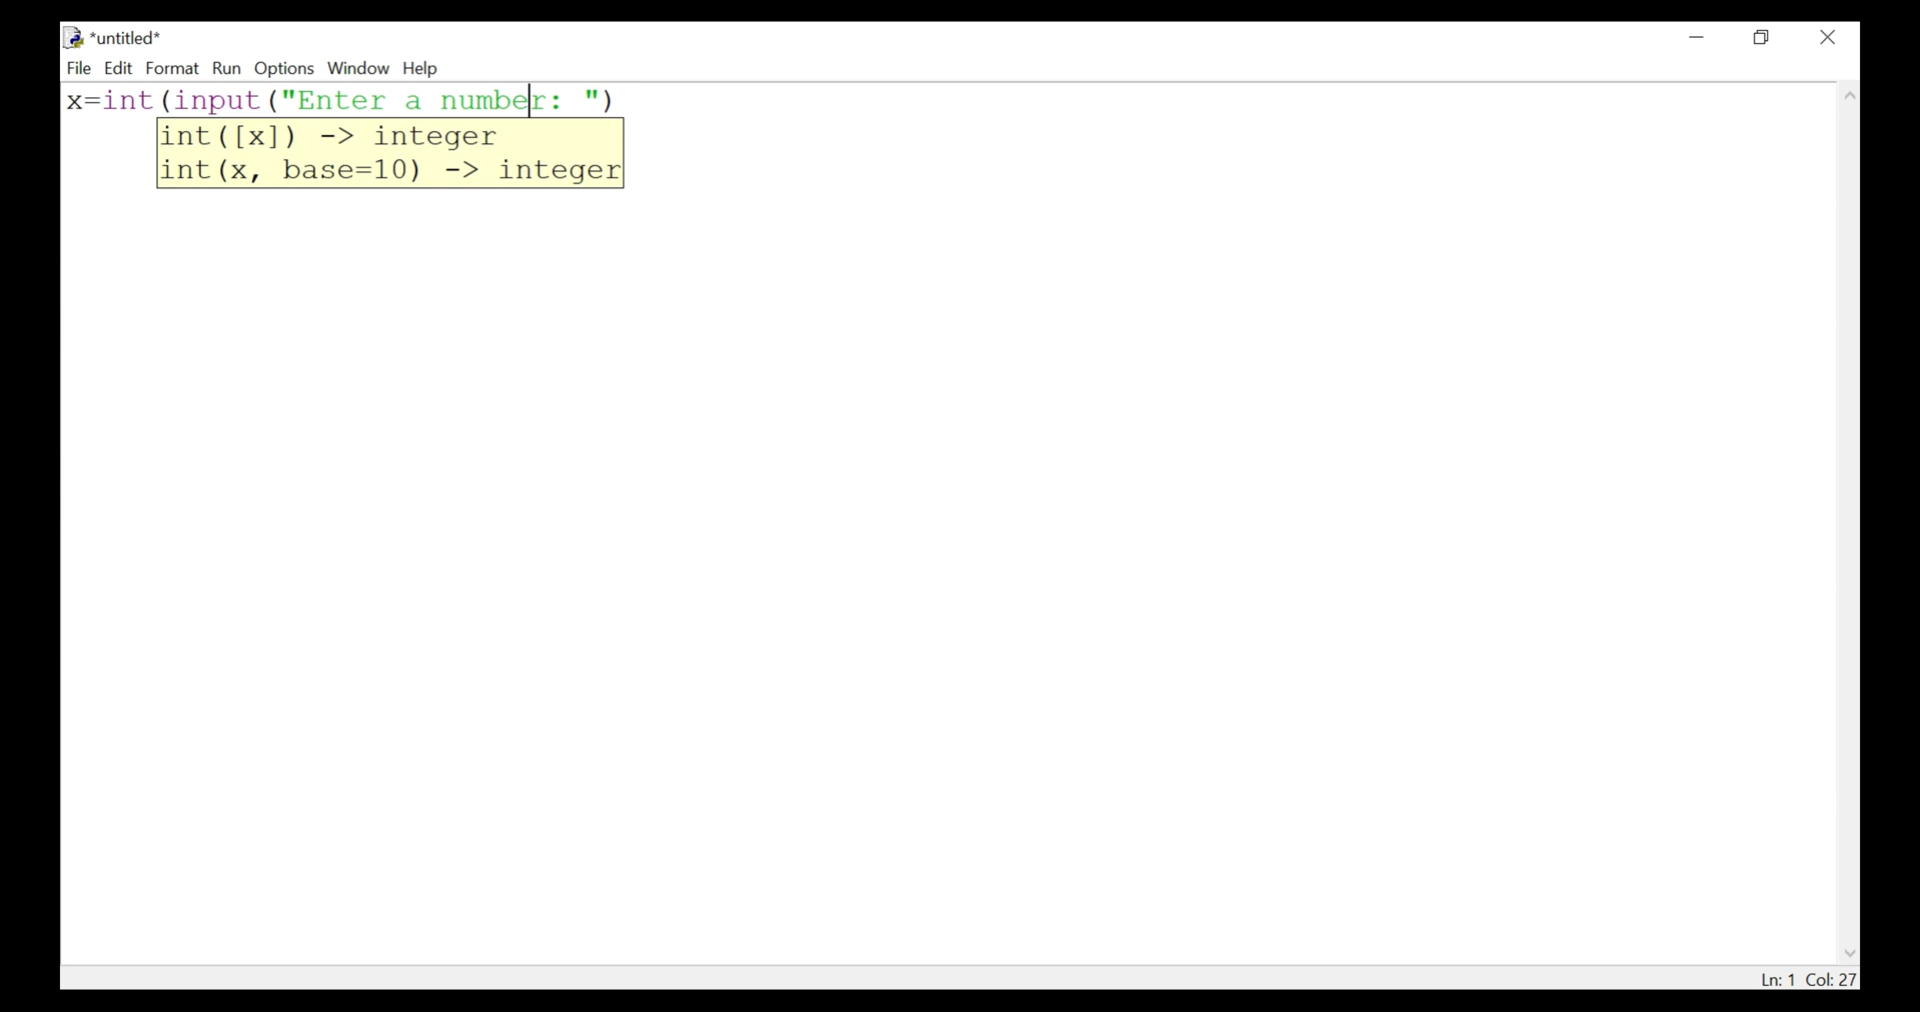 *untitled*
File Edit Format Run Options Window Help
x=int(input("Enter a number: ")
int([x]) -> integer
int(x, base=10) -> integer
Ln: 1 Col: 27